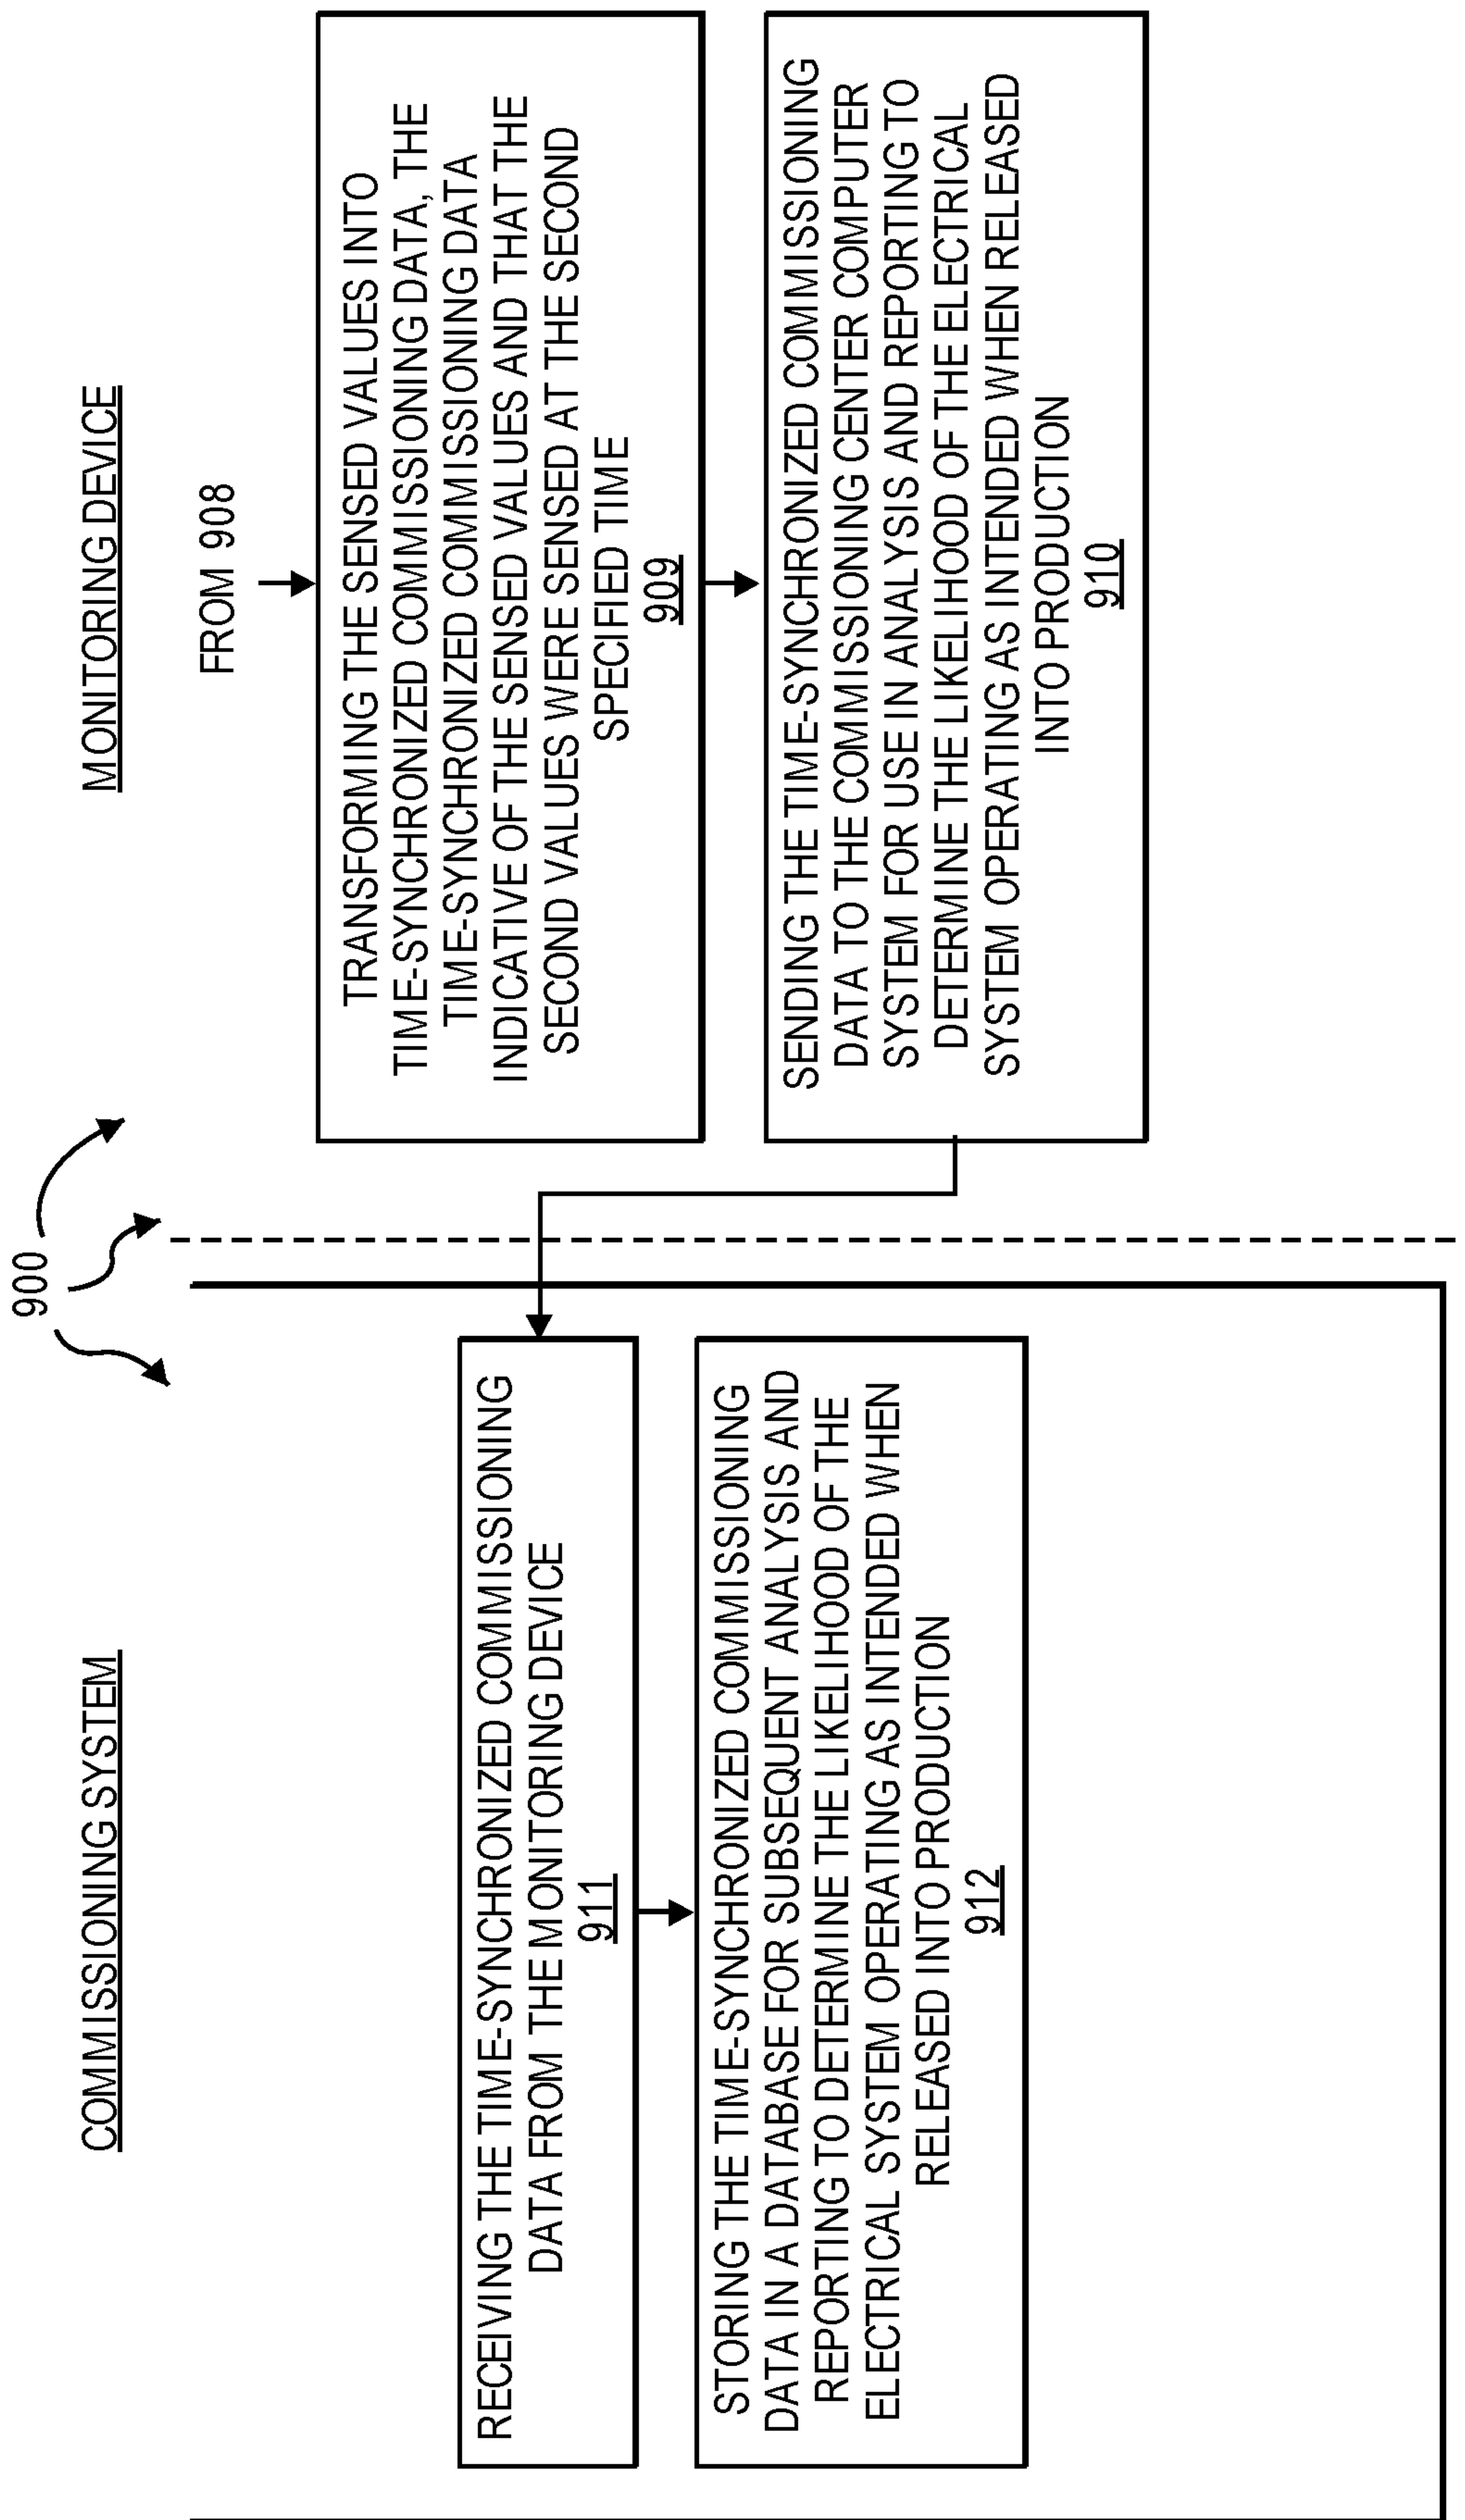 900
COMMISSIONING SYSTEM
MONITORING DEVICE
FROM 908
TRANSFORMING THE SENSED VALUES INTO
TIME-SYNCHRONIZED COMMISSIONING DATA, THE
TIME-SYNCHRONIZED COMMISSIONING DATA
INDICATIVE OF THE SENSED VALUES AND THAT THE
SECOND VALUES WERE SENSED AT THE SECOND
SPECIFIED TIME
909
SENDING THE TIME-SYNCHRONIZED COMMISSIONING
DATA TO THE COMMISSIONING CENTER COMPUTER
SYSTEM FOR USE IN ANALYSIS AND REPORTING TO
DETERMINE THE LIKELIHOOD OF THE ELECTRICAL
SYSTEM OPERATING AS INTENDED WHEN RELEASED
INTO PRODUCTION
910
RECEIVING THE TIME-SYNCHRONIZED COMMISSIONING
DATA FROM THE MONITORING DEVICE
911
STORING THE TIME-SYNCHRONIZED COMMISSIONING
DATA IN A DATABASE FOR SUBSEQUENT ANALYSIS AND
REPORTING TO DETERMINE THE LIKELIHOOD OF THE
ELECTRICAL SYSTEM OPERATING AS INTENDED WHEN
RELEASED INTO PRODUCTION
912